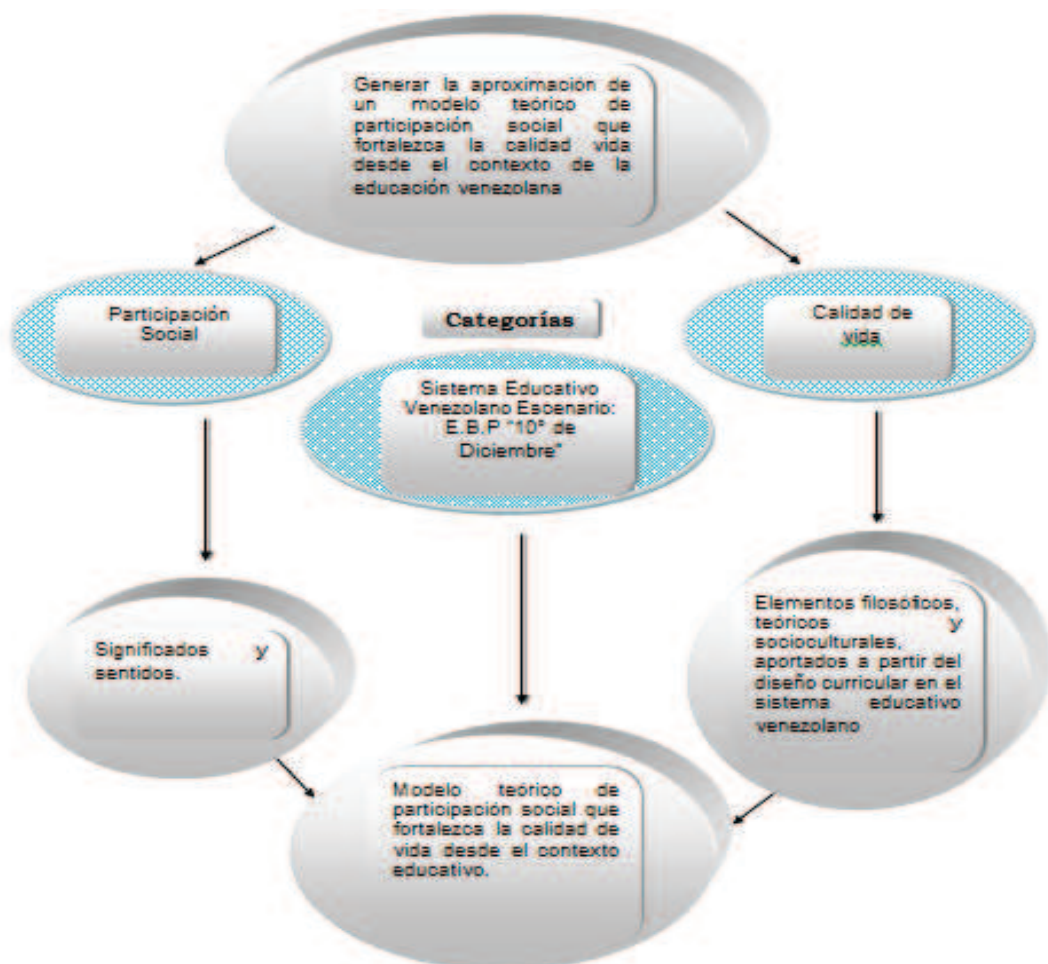 Generar la aproximación de
un modelo teórico de
participación social que
fortalezca la calidad vida
desde el contexto de la
educación venezolana
Participación
Social
Categorías
Calidad de
vida
Sistema Educativo
Venezolano Escenario:
E.B.P "10° de
Diciembre"
Significados y
sentidos.
Elementos filosóficos,
teóricos y
socioculturales,
aportados a partir del
diseño curricular en el
sistema educativo
venezolano
Modelo teórico de
participación social que
fortalezca la calidad de
vida desde el contexto
educativo.